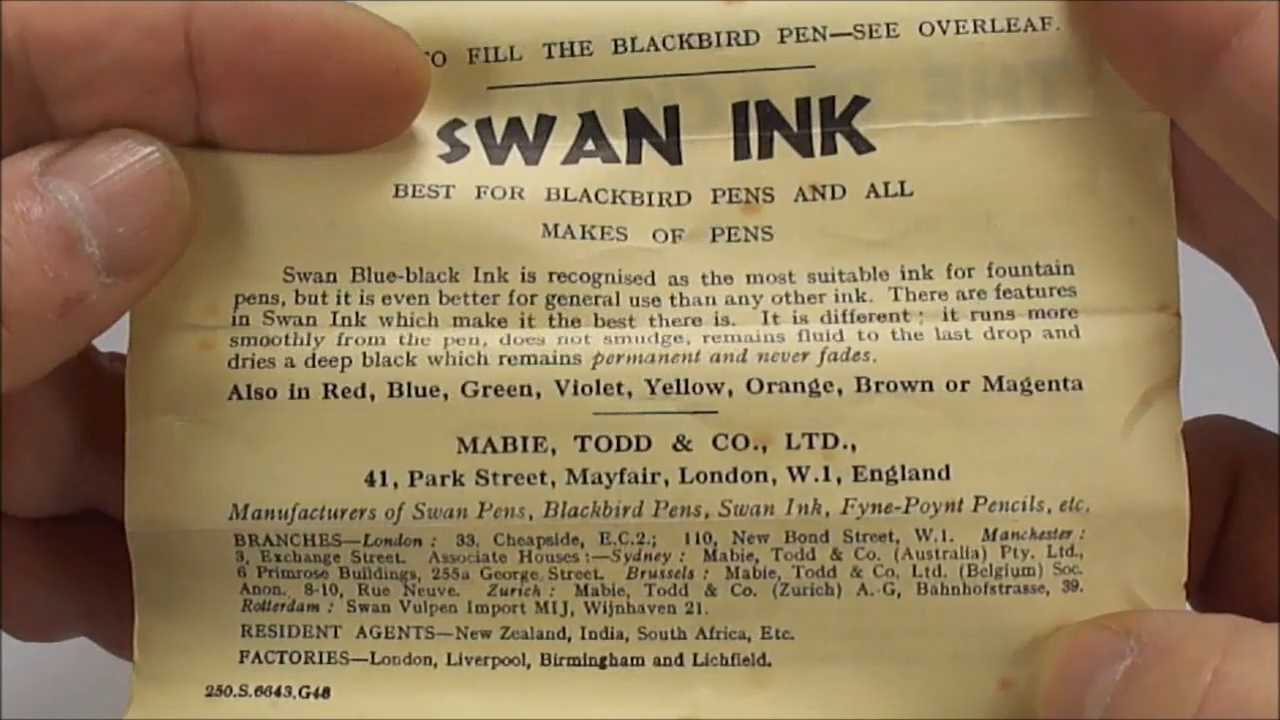 TO FILL THE BLACKBIRD PEN—SEE OVERLEAF.
SWAN INK
BEST FOR BLACKBIRD PENS AND ALL
MAKES OF PENS
Swan Blue-black Ink is recognised as the most suitable ink for fountain
pens, but it is even better for general use than any other ink. There are features
in Swan Ink which make it the best there is. It is different ; it runs more
smoothly from the pen, does not smudge, remains fluid to the last drop and
dries a deep black which remains permanent and never fades.
Also in Red, Blue, Green, Violet, Yellow, Orange, Brown or Magenta
MABIE, TODD & CO., LTD.,
41, Park Street, Mayfair, London, W.1, England
Manufacturers of Swan Pens, Blackbird Pens, Swan Ink, Fyne-Poynt Pencils, etc.
BRANCHES—London : 33, Cheapside, E.C.2.; 110, New Bond Street, W.1. Manchester :
3, Exchange Street. Associate Houses :—Sydney : Mabie, Todd & Co. (Australia) Pty. Ltd.,
6 Primrose Buildings, 255a George Street. Brussels : Mabie, Todd & Co, Ltd. (Belgium) Soc.
Anon. 8-10, Rue Neuve. Zurich : Mabie, Todd & Co. (Zurich) A.-G, Bahnhofstrasse, 39.
Rotterdam : Swan Vulpen Import MIJ, Wijnhaven 21.
RESIDENT AGENTS—New Zealand, India, South Africa, Etc.
FACTORIES—London, Liverpool, Birmingham and Lichfield.
250.S.6643.G48